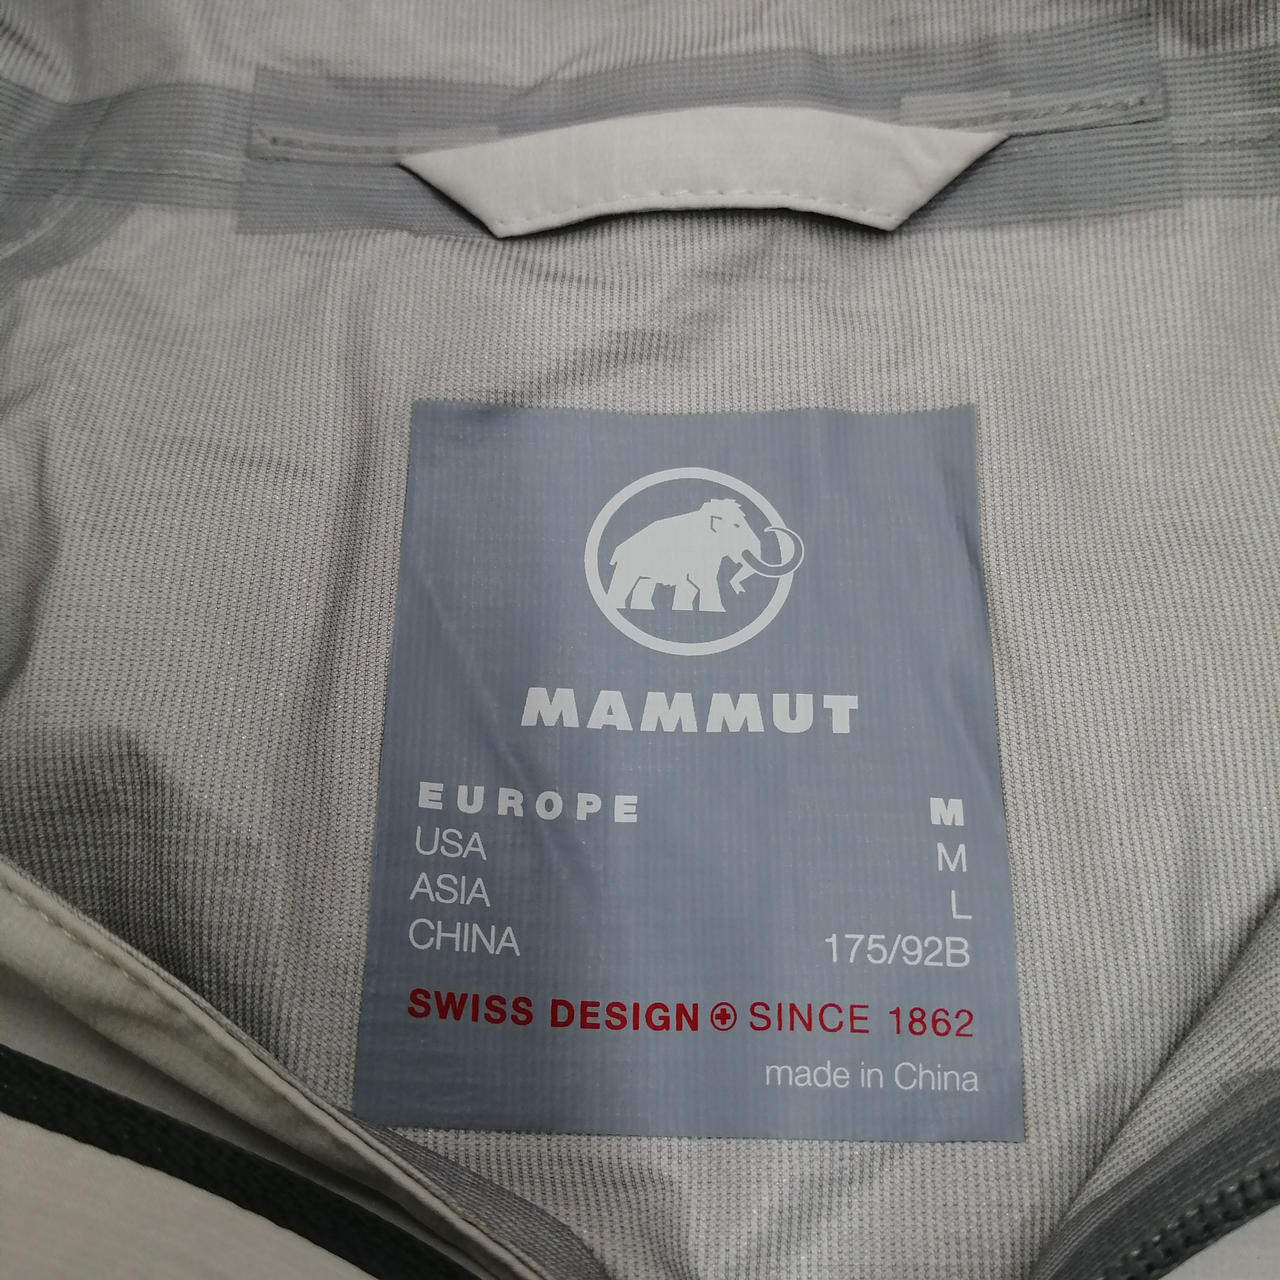 MAMMUT
EUROPE M
USA M
ASIA L
CHINA 175/92B
SWISS DESIGN SINCE 1862
made in China